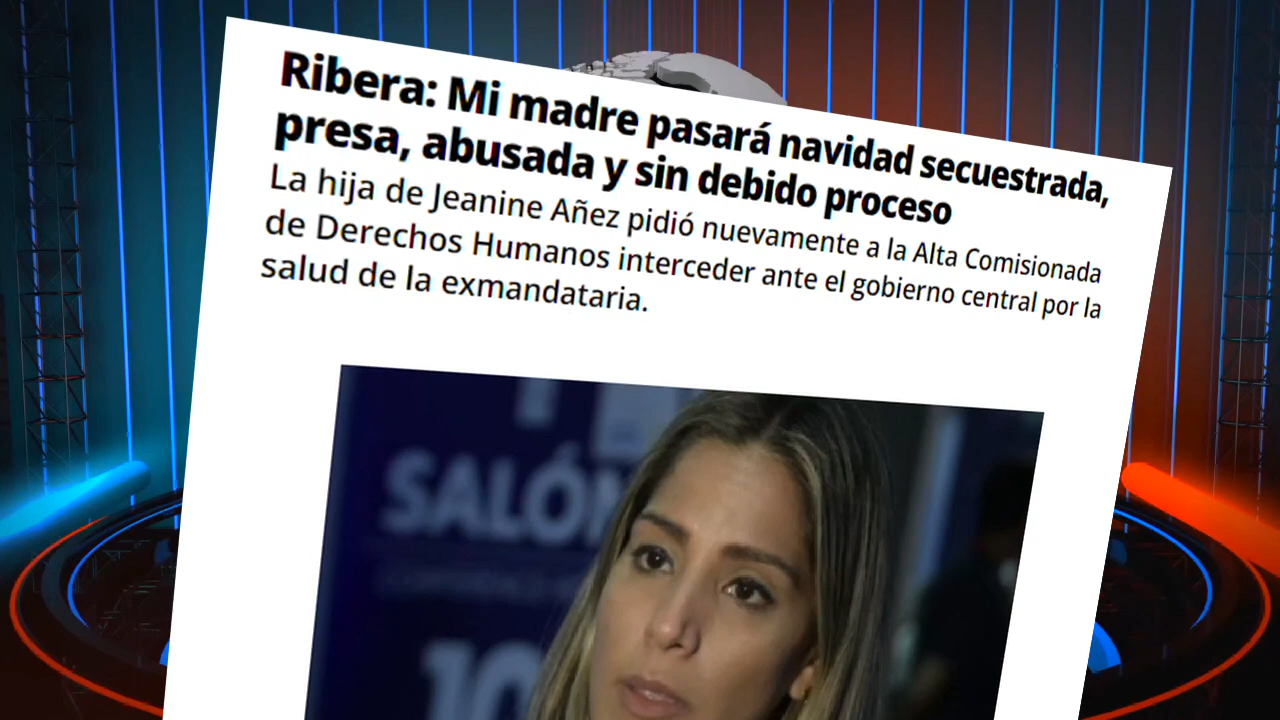 Ribera: Mi madre pasará navidad secuestrada,
presa, abusada y sin debido proceso
La hija de Jeanine Añez pidió nuevamente a la Alta Comisionada
de Derechos Humanos interceder ante el gobierno central por la
salud de la exmandataria.
SALÓN
10